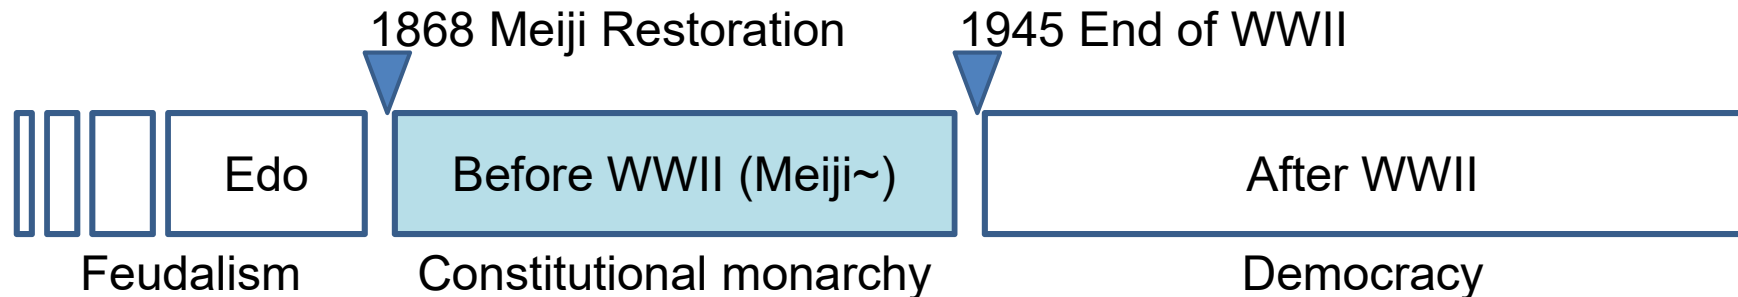 1868 Meiji Restoration
1945 End of WWII
Edo
Before WWII (Meiji~)
After WWII
Feudalism
Constitutional monarchy
Democracy